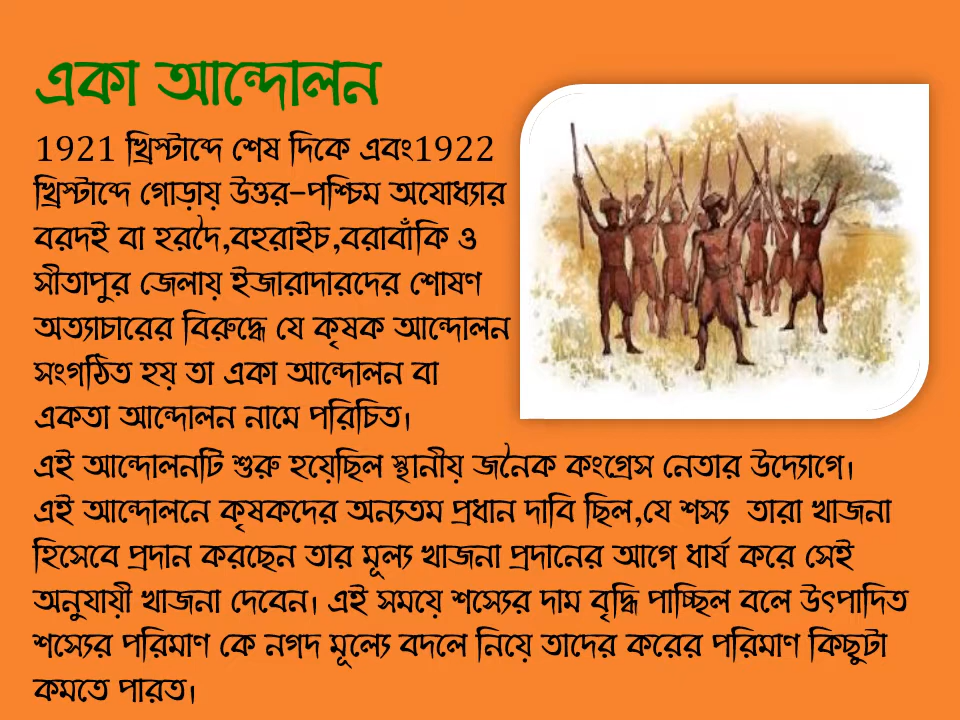 একা আন্দোলন
1921 খ্রিস্টাব্দে শেষ দিকে এবং1922
খ্রিস্টাব্দে গোড়ায় উত্তর-পশ্চিম অযোধ্যার
বরদই বা হরদৈ,বহরাইচ,বরাবাঁকি ও
সীতাপুর জেলায় ইজারাদারদের শোষণ
অত্যাচারের বিরুদ্ধে যে কৃষক আন্দোলন
সংগঠিত হয় তা একা আন্দোলন বা
একতা আন্দোলন নামে পরিচিত।
এই আন্দোলনটি শুরু হয়েছিল স্থানীয় জনৈক কংগ্রেস নেতার উদ্যোগে।
এই আন্দোলনে কৃষকদের অন্যতম প্রধান দাবি ছিল,যে শস্য তারা খাজনা
হিসেবে প্রদান করছেন তার মূল্য খাজনা প্রদানের আগে ধার্য করে সেই
অনুযায়ী খাজনা দেবেন। এই সময়ে শস্যের দাম বৃদ্ধি পাচ্ছিল বলে উৎপাদিত
শস্যের পরিমাণ কে নগদ মূল্যে বদলে নিয়ে তাদের করের পরিমাণ কিছুটা
কমতে পারত।